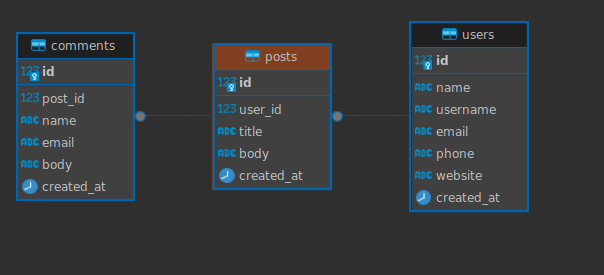 comments
123 id
123 post_id
ABC name
ABC email
ABC body
created_at
posts
123 id
123 user_id
ABC title
ABC body
created_at
users
123 id
ABC name
ABC username
ABC email
ABC phone
ABC website
created_at